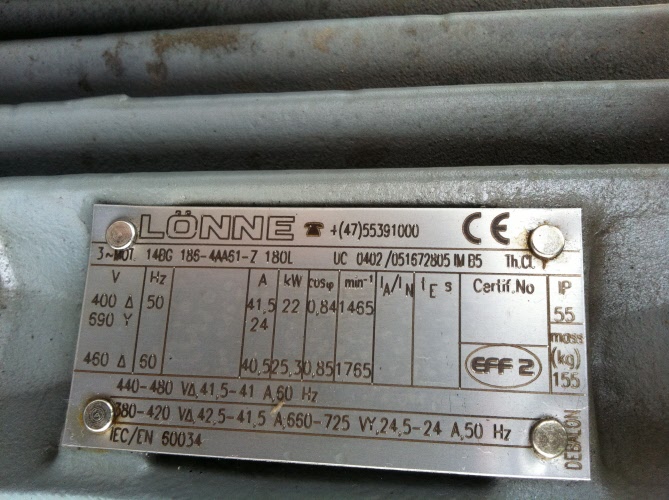 LÖNNE ☎ +(47)55391000 CE
3~MOT. 14BG 186-4AA61-Z 180L UC 0402/051672805 IM B5 Th.Cl. F
V Hz A kW cosφ min⁻¹ IA/IN IE s Certif.No IP
400 Δ 50 41,5 22 0,84 1465 55
690 Y 24
mass
(kg)
460 Δ 60 40,5 25,3 0,85 1765 EFF 2 155
440-480 VΔ,41,5-41 A,60 Hz
380-420 VΔ,42,5-41,5 A,660-725 VY,24,5-24 A,50 Hz
IEC/EN 60034